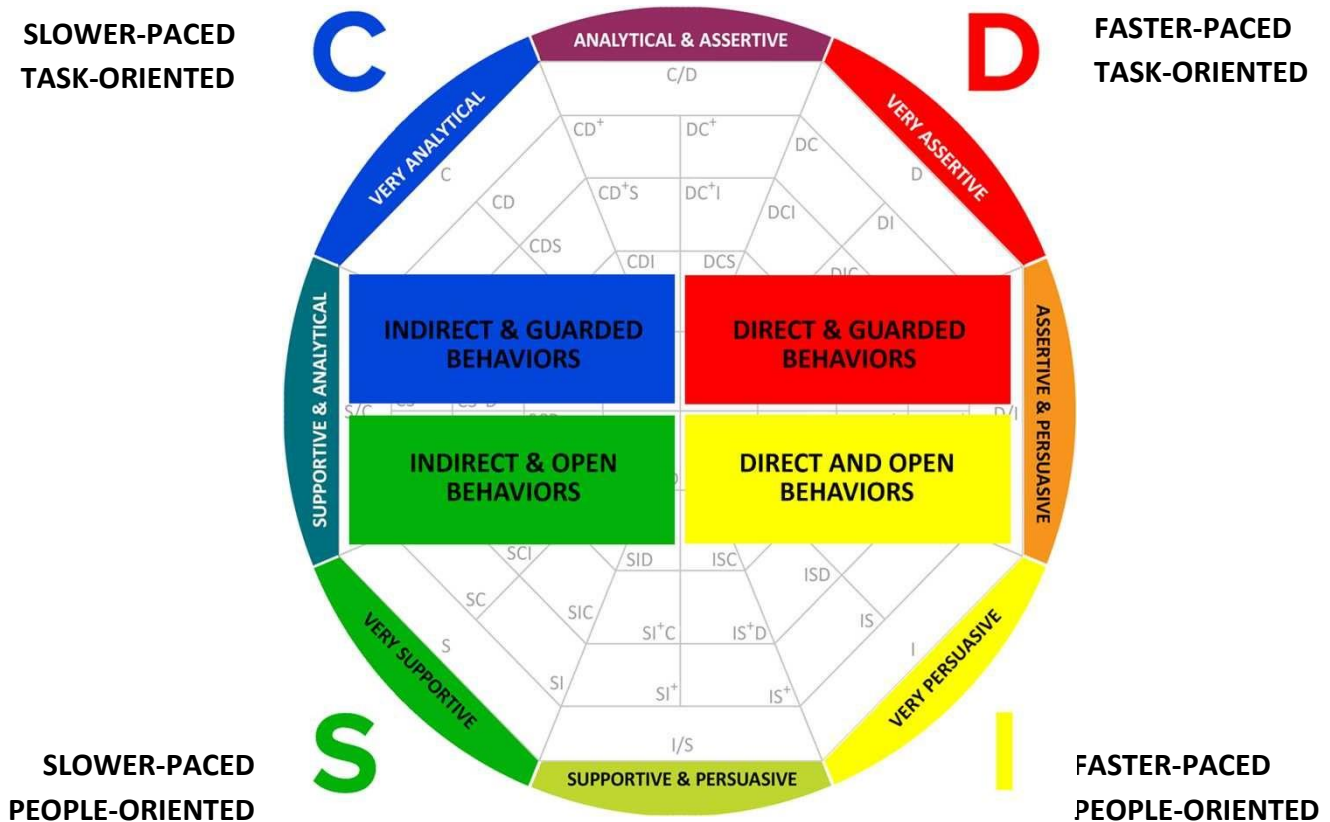 SLOWER-PACED
TASK-ORIENTED
C
ANALYTICAL & ASSERTIVE
D
FASTER-PACED
TASK-ORIENTED
VERY ANALYTICAL
VERY ASSERTIVE
C/D
CD⁺
DC⁺
DC
C
D
CD
CD⁺S
DC⁺I
DCI
DI
CDS
CDI
DCS
DIC
SUPPORTIVE & ANALYTICAL
INDIRECT & GUARDED
BEHAVIORS
DIRECT & GUARDED
BEHAVIORS
ASSERTIVE & PERSUASIVE
S/C
D/I
INDIRECT & OPEN
BEHAVIORS
DIRECT AND OPEN
BEHAVIORS
SCI
SID
ISC
ISD
SC
SIC
SI⁺C
IS⁺D
IS
S
I
SI
SI⁺
IS⁺
VERY SUPPORTIVE
VERY PERSUASIVE
I/S
S
SUPPORTIVE & PERSUASIVE
I
SLOWER-PACED
PEOPLE-ORIENTED
FASTER-PACED
PEOPLE-ORIENTED